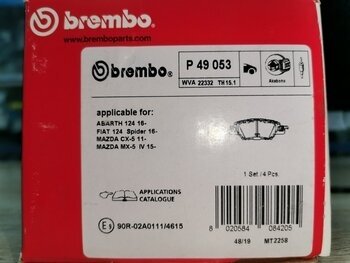 brembo
www.bremboparts.com
brembo®
P 49 053
WVA 22332 TH 15.1
Akebono
applicable for:
ABARTH 124 16-
FIAT 124 Spider 16-
MAZDA CX-5 11-
MAZDA MX-5 IV 15-
1 Set / 4 Pcs.
APPLICATIONS
CATALOGUE
90R-02A0111/4615
8 020584 084205
48/19 MT2258